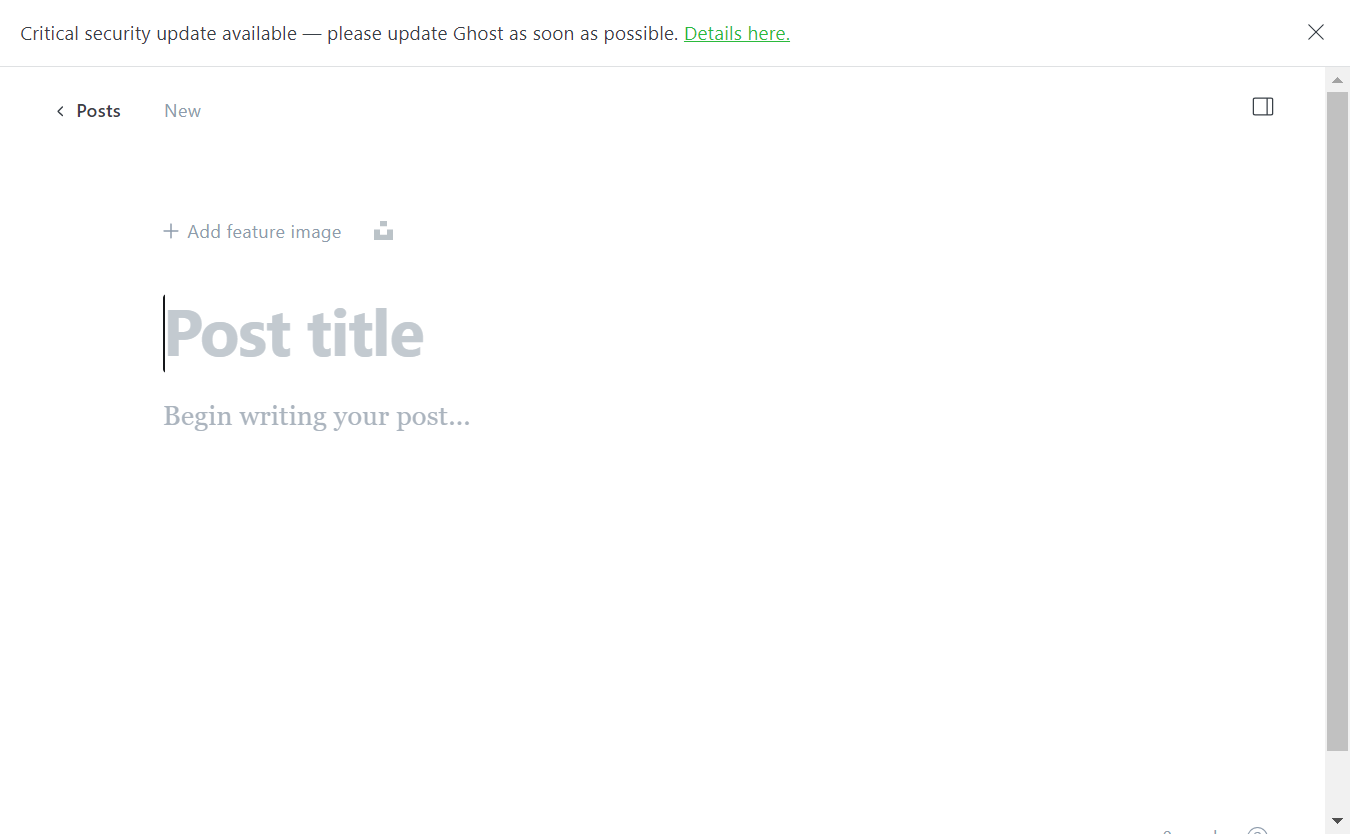 Critical security update available — please update Ghost as soon as possible. Details here.
Posts
New
Add feature image
Post title
Begin writing your post...